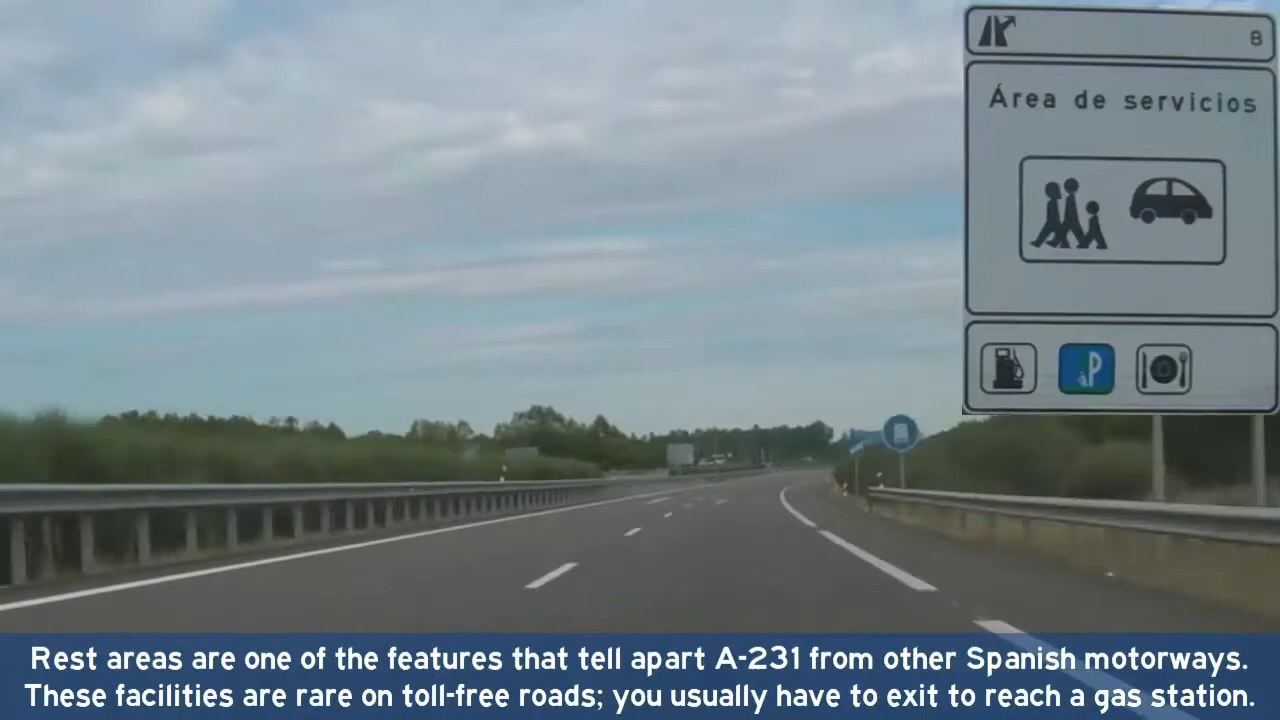 8
Área de servicios
P
Rest areas are one of the features that tell apart A-231 from other Spanish motorways.
These facilities are rare on toll-free roads; you usually have to exit to reach a gas station.